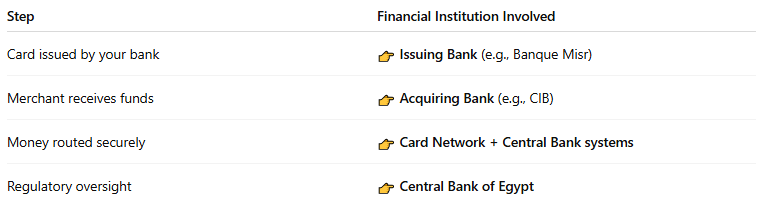 Step Financial Institution Involved
Card issued by your bank 👉 Issuing Bank (e.g., Banque Misr)
Merchant receives funds 👉 Acquiring Bank (e.g., CIB)
Money routed securely 👉 Card Network + Central Bank systems
Regulatory oversight 👉 Central Bank of Egypt